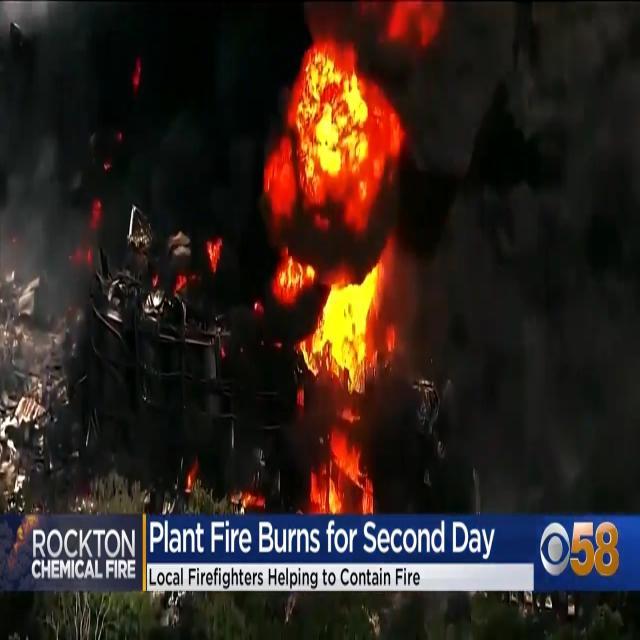 ROCKTON
CHEMICAL FIRE
Plant Fire Burns for Second Day
Local Firefighters Helping to Contain Fire
58